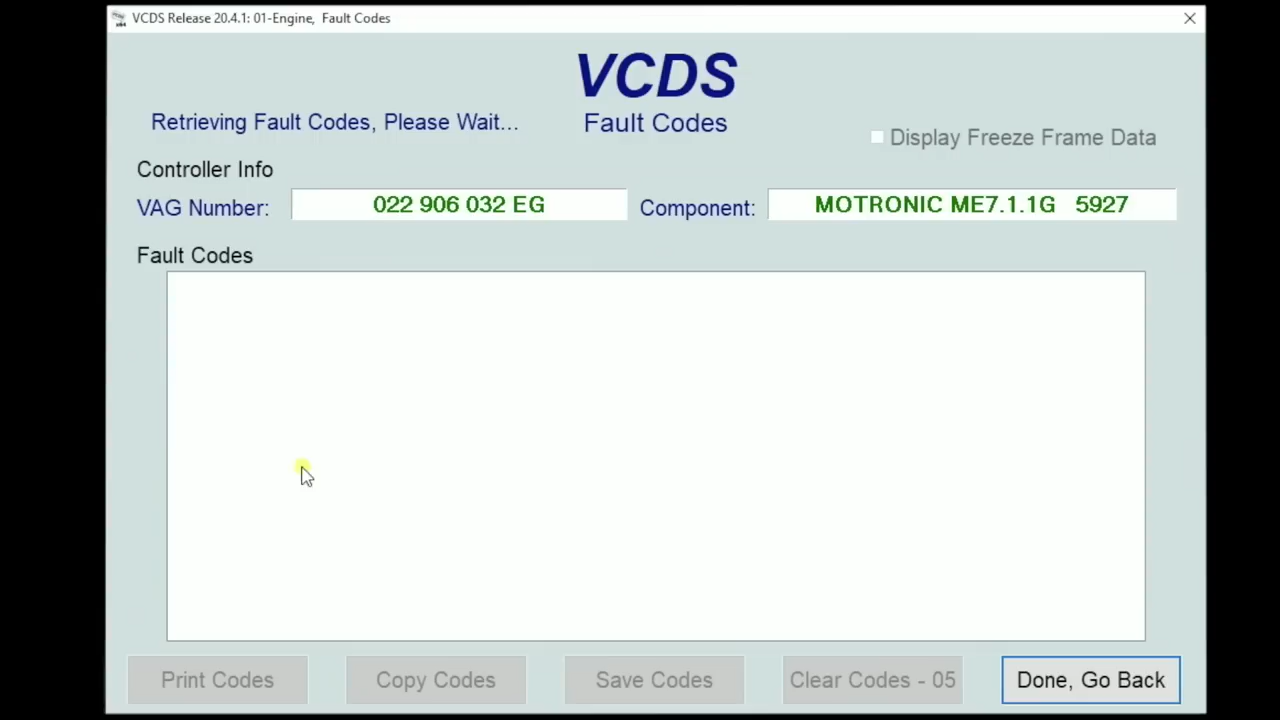 VCDS Release 20.4.1: 01-Engine,  Fault Codes
VCDS
Retrieving Fault Codes, Please Wait...
Fault Codes
Display Freeze Frame Data
Controller Info
VAG Number:
022 906 032 EG
Component:
MOTRONIC ME7.1.1G   5927
Fault Codes
Print Codes
Copy Codes
Save Codes
Clear Codes - 05
Done, Go Back